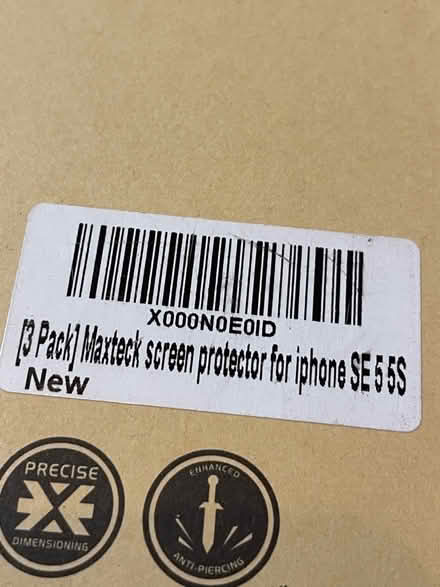 X000N0E0ID
[3 Pack] Maxteck screen protector for iphone SE 5 5S
New
PRECISE
DIMENSIONING
ENHANCED
ANTI-PIERCING